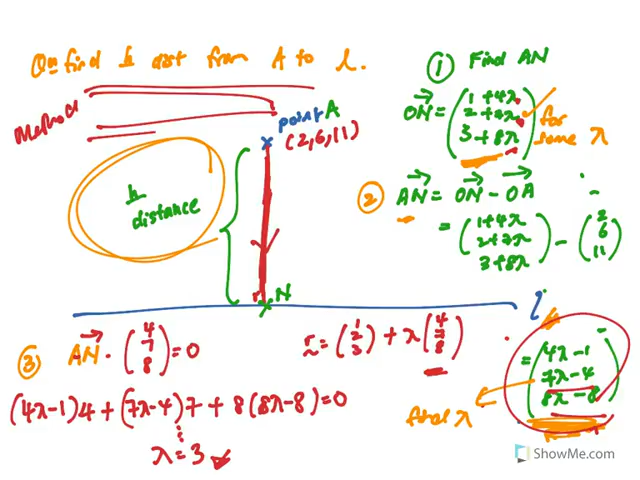 Qn find ⊥ dist from A to l.
Method
point A
(2,6,11)
⊥
distance
N
l
① Find AN
ON = (1+4λ
2+7λ
3+8λ) for some λ
② AN = ON − OA
= (1+4λ
2+7λ
3+8λ) − (2
6
11)
= (4λ−1
7λ−4
8λ−8)
find λ
③ AN · (4
7
8) = 0
r = (1
2
3) + λ (4
7
8)
(4λ−1)4 + (7λ−4)7 + 8(8λ−8) = 0
λ = 3
ShowMe.com